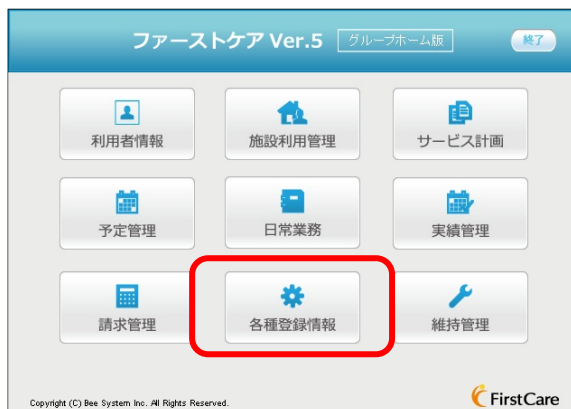 ファーストケア Ver.5 グループホーム版 終了
利用者情報 施設利用管理 サービス計画
予定管理 日常業務 実績管理
請求管理 各種登録情報 維持管理
Copyright (C) Bee System Inc. All Rights Reserved. FirstCare